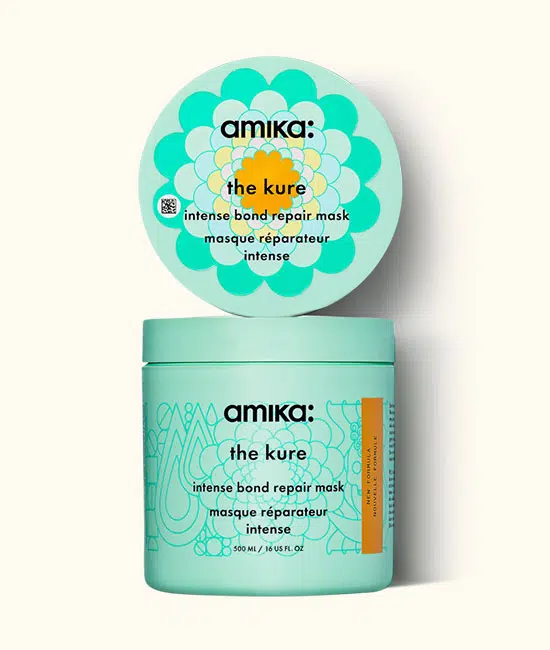 amika:
the kure
intense bond repair mask
masque réparateur
intense
amika:
the kure
intense bond repair mask
masque réparateur
intense
500 ML / 16 US FL. OZ
NEW FORMULA
NOUVELLE FORMULE